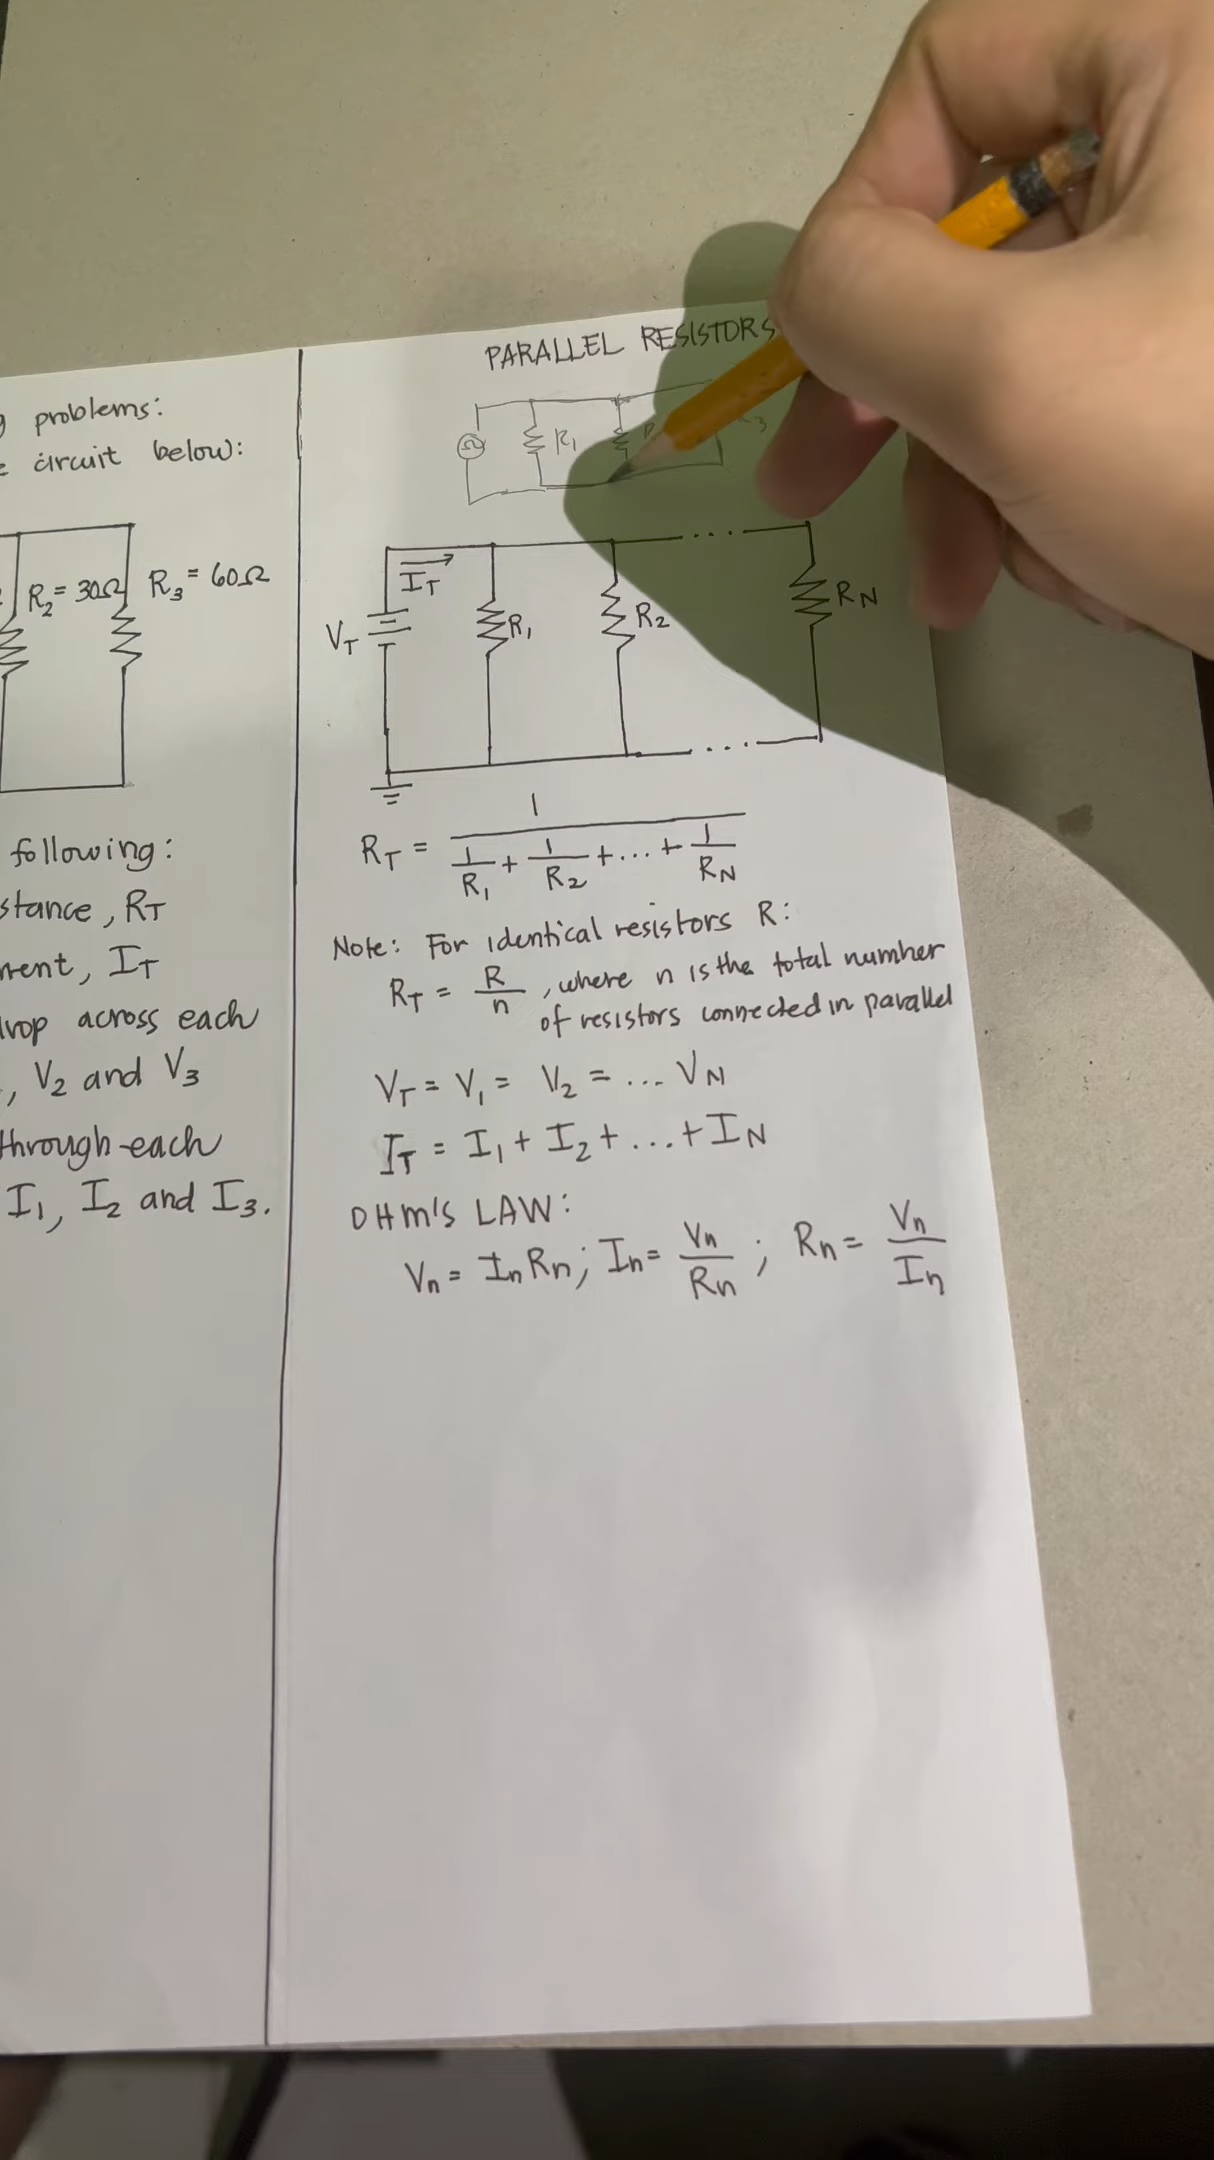 g problems:
e circuit below:
R2 = 30Ω R3 = 60Ω
following:
stance, RT
rrent, IT
drop across each
, V2 and V3
through each
I1, I2 and I3.
PARALLEL RESISTORS
Ω R1 3
IT
VT R1 R2 ... RN
...
RT = 1 / (1/R1 + 1/R2 + ... + 1/RN)
Note: For identical resistors R:
RT = R/n, where n is the total number
of resistors connected in parallel
VT = V1 = V2 = ... VN
IT = I1 + I2 + ... + IN
OHm's LAW:
Vn = InRn; In = Vn/Rn; Rn = Vn/In